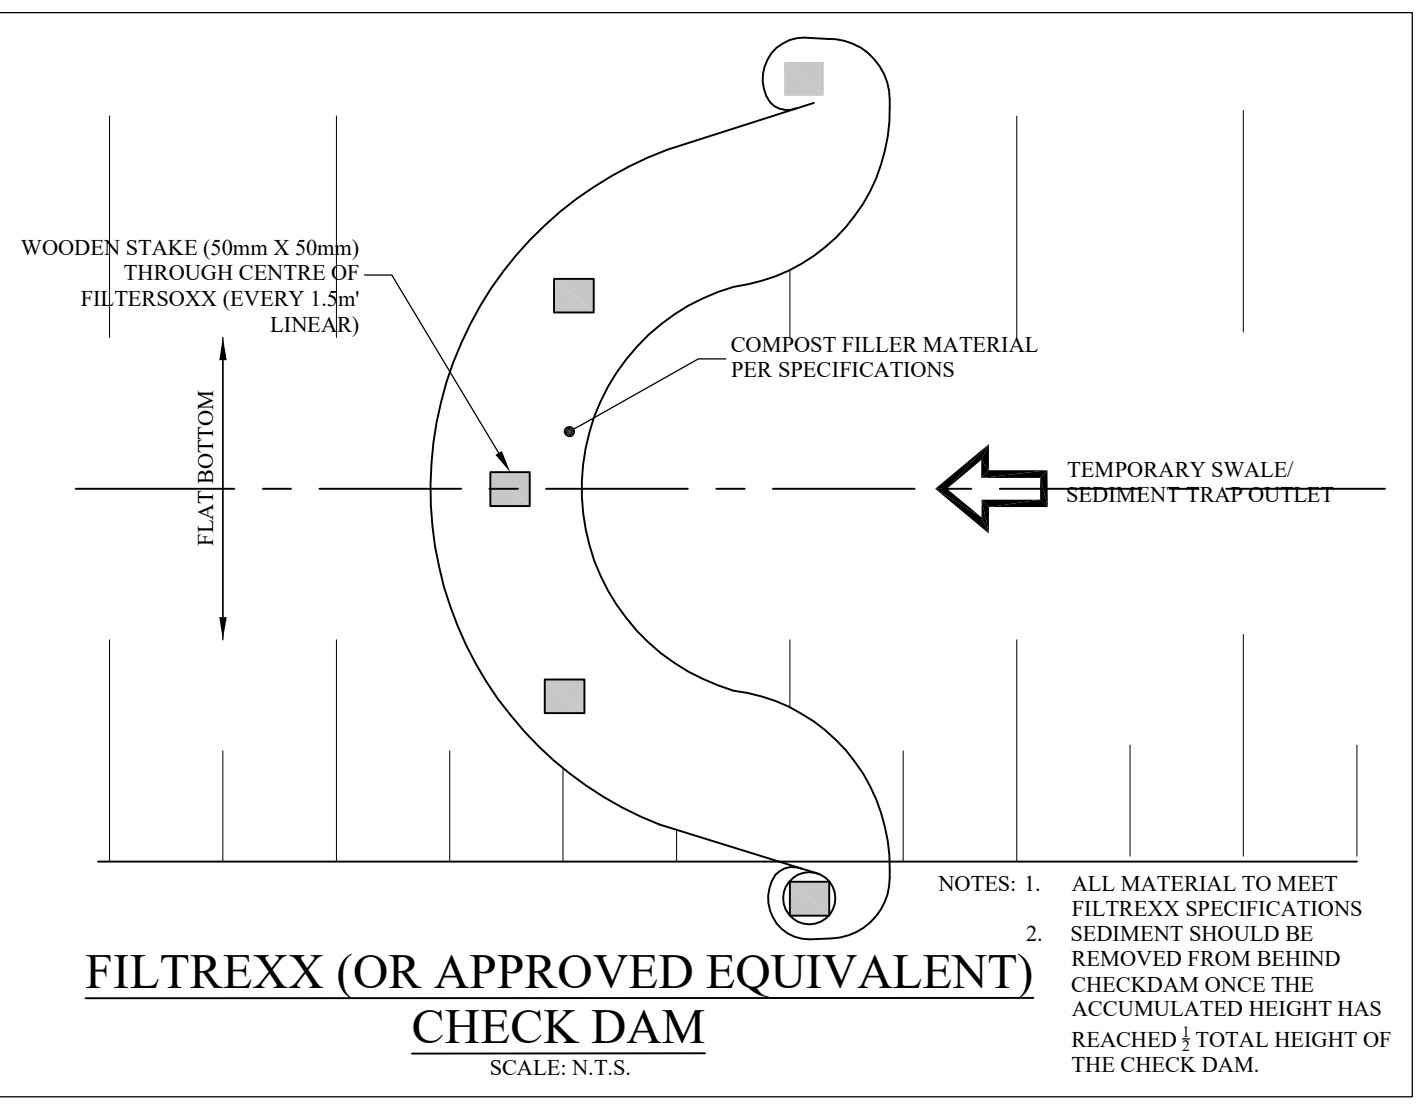 WOODEN STAKE (50mm X 50mm)
THROUGH CENTRE OF
FILTERSOXX (EVERY 1.5m'
LINEAR)
COMPOST FILLER MATERIAL
PER SPECIFICATIONS
FLAT BOTTOM
TEMPORARY SWALE/
SEDIMENT TRAP OUTLET
NOTES: 1. ALL MATERIAL TO MEET
FILTREXX SPECIFICATIONS
2. SEDIMENT SHOULD BE
REMOVED FROM BEHIND
CHECKDAM ONCE THE
ACCUMULATED HEIGHT HAS
REACHED ½ TOTAL HEIGHT OF
THE CHECK DAM.
FILTREXX (OR APPROVED EQUIVALENT)
CHECK DAM
SCALE: N.T.S.